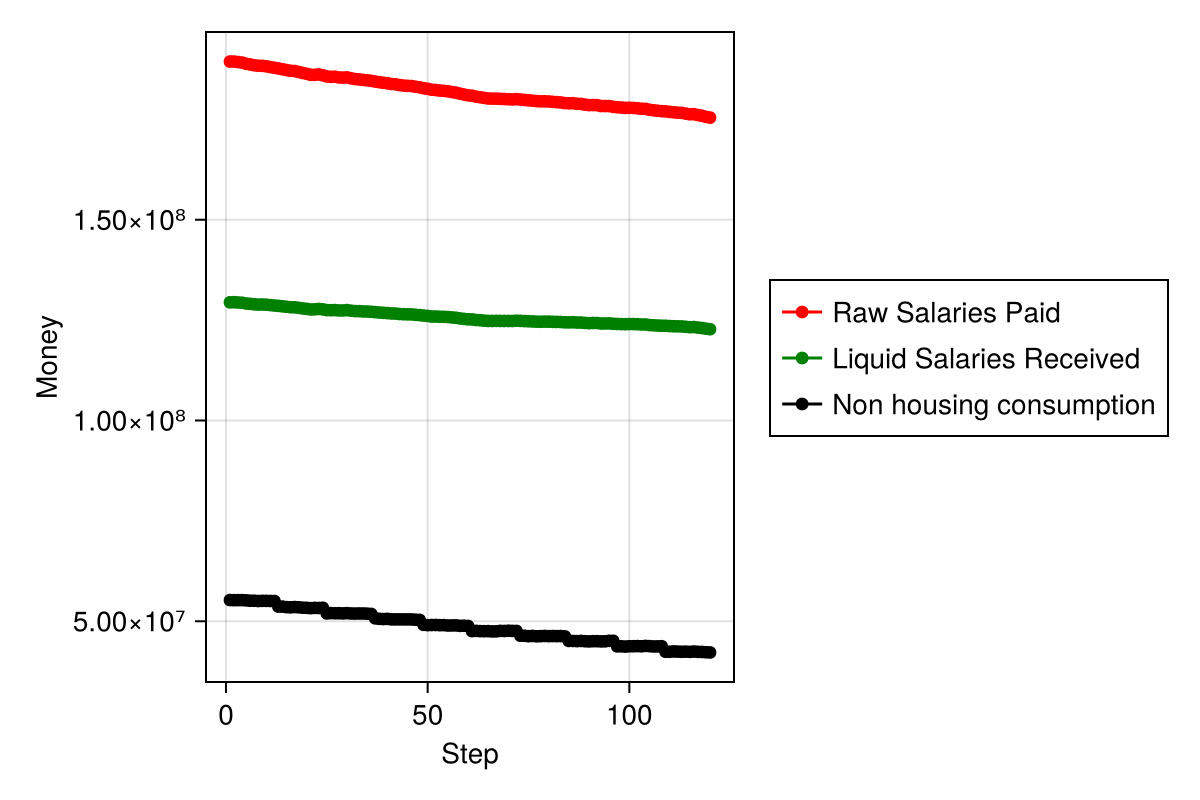 1.50×10⁸
1.00×10⁸
5.00×10⁷
Money
0 50 100
Step
Raw Salaries Paid
Liquid Salaries Received
Non housing consumption